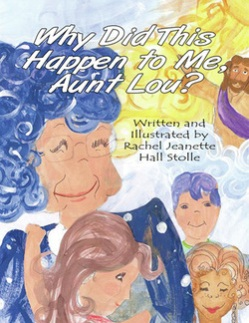 Why Did This
Happen to Me,
Aunt Lou?
Written and
Illustrated by
Rachel Jeanette
Hall Stolle